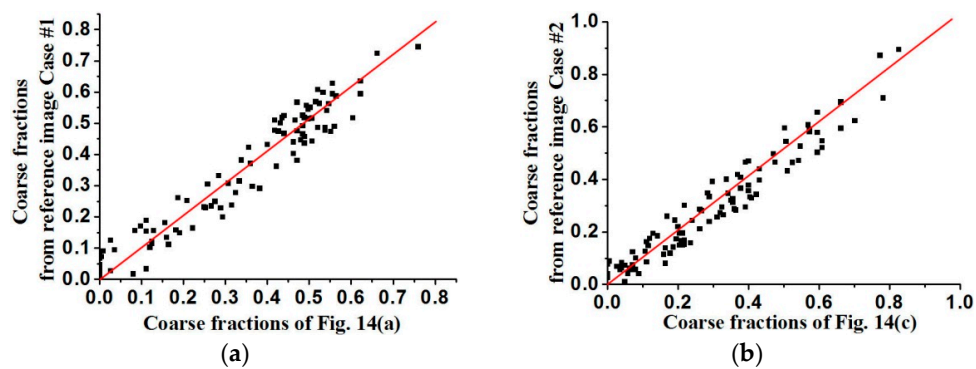 Coarse fractions
from reference image Case #1
0.8
0.7
0.6
0.5
0.4
0.3
0.2
0.1
0.0
0.0 0.1 0.2 0.3 0.4 0.5 0.6 0.7 0.8
Coarse fractions of Fig. 14(a)
(a)
Coarse fractions
from reference image Case #2
1.0
0.8
0.6
0.4
0.2
0.0
0.0 0.2 0.4 0.6 0.8 1.0
Coarse fractions of Fig. 14(c)
(b)